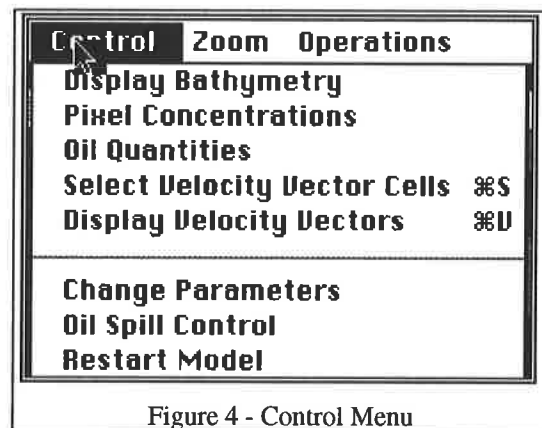 Control Zoom Operations
Display Bathymetry
Pixel Concentrations
Oil Quantities
Select Velocity Vector Cells ⌘S
Display Velocity Vectors ⌘V
Change Parameters
Oil Spill Control
Restart Model
Figure 4 - Control Menu